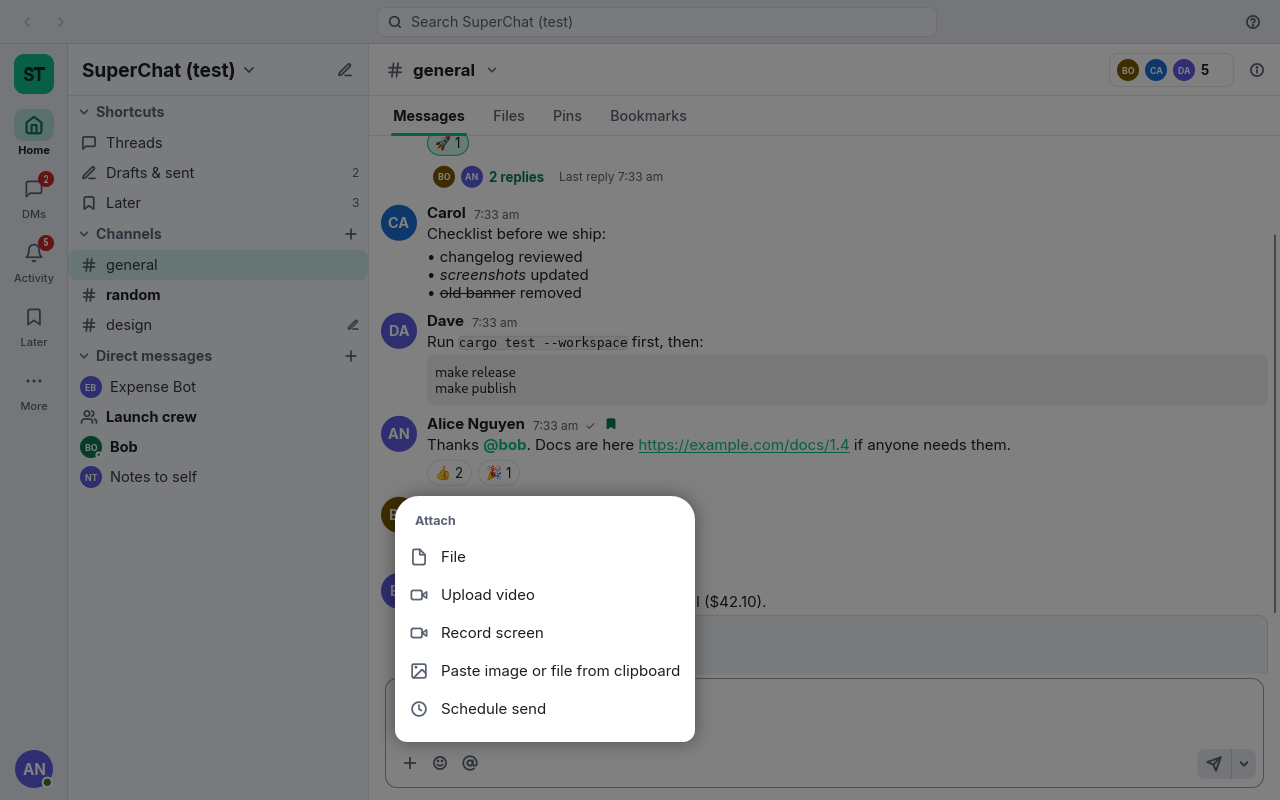 Search SuperChat (test)
ST
SuperChat (test)
Home
2
DMs
5
Activity
Later
More
AN
Shortcuts
Threads
Drafts & sent 2
Later 3
Channels
general
random
design
Direct messages
EB Expense Bot
Launch crew
BO Bob
NT Notes to self
general
BO CA DA 5
Messages Files Pins Bookmarks
🚀 1
BO AN 2 replies Last reply 7:33 am
CA Carol 7:33 am
Checklist before we ship:
• changelog reviewed
• screenshots updated
• old banner removed
DA Dave 7:33 am
Run cargo test --workspace first, then:
make release
make publish
AN Alice Nguyen 7:33 am
Thanks @bob. Docs are here https://example.com/docs/1.4 if anyone needs them.
👍 2 🎉 1
($42.10).
Attach
File
Upload video
Record screen
Paste image or file from clipboard
Schedule send